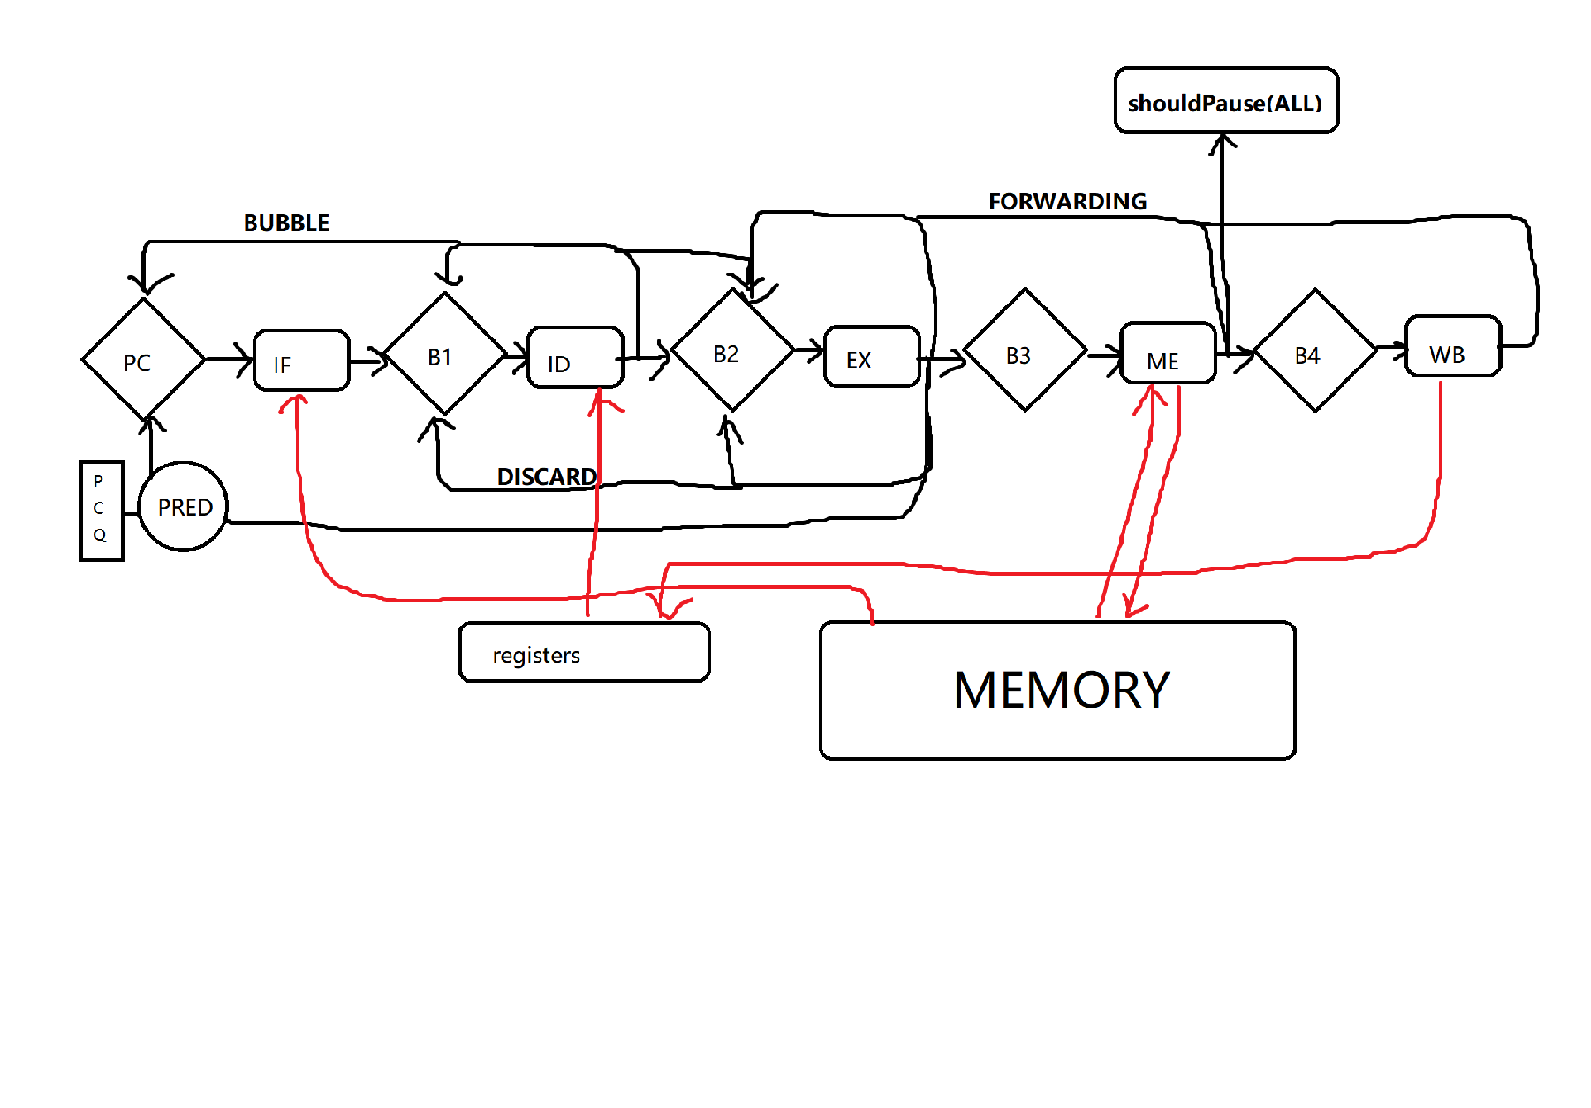 shouldPause(ALL)
FORWARDING
BUBBLE
PC
IF
B1
ID
B2
EX
B3
ME
B4
WB
DISCARD
P
C
Q
PRED
registers
MEMORY